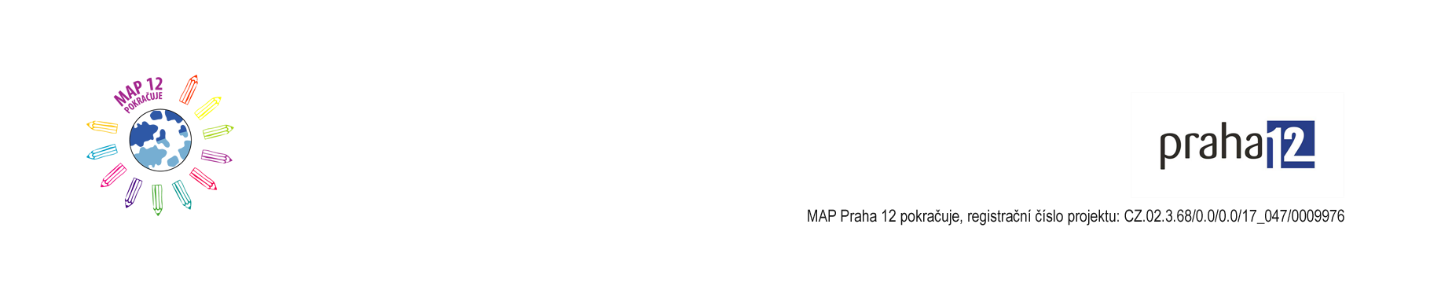 MAP 12
POKRAČUJE
praha12
MAP Praha 12 pokračuje, registrační číslo projektu: CZ.02.3.68/0.0/0.0/17_047/0009976